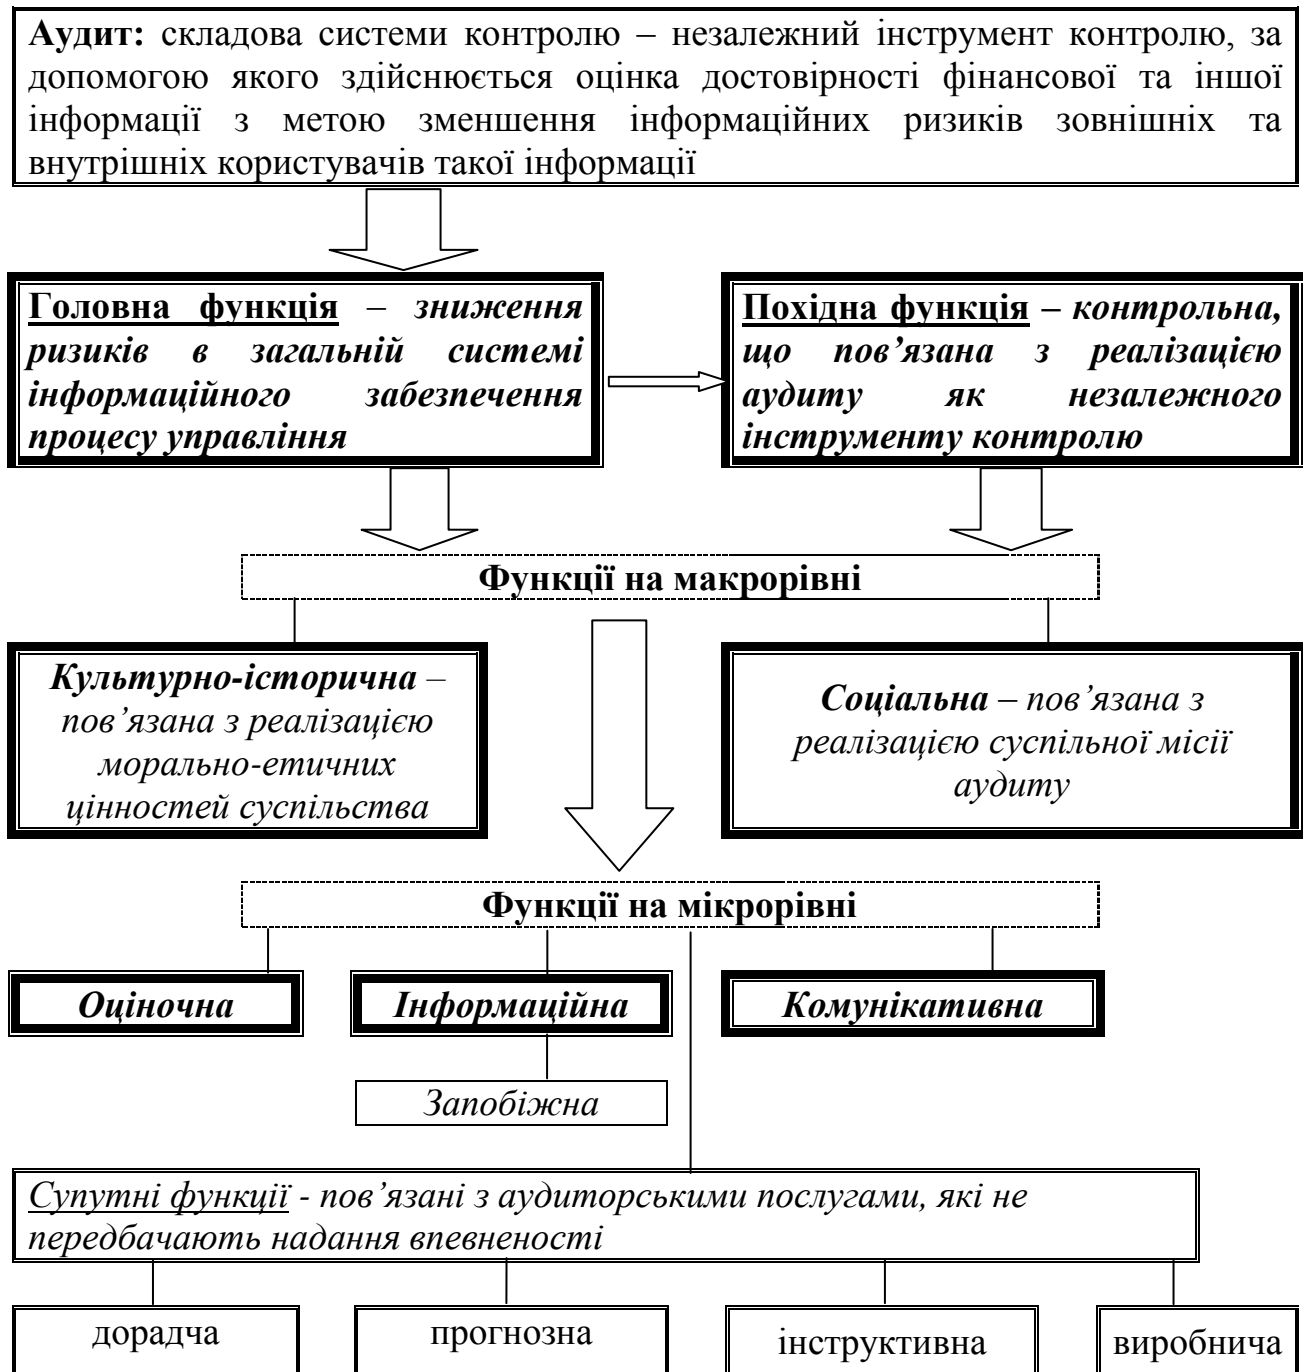 Аудит: складова системи контролю – незалежний інструмент контролю, за
допомогою якого здійснюється оцінка достовірності фінансової та іншої
інформації з метою зменшення інформаційних ризиків зовнішніх та
внутрішніх користувачів такої інформації
Головна функція – зниження
ризиків в загальній системі
інформаційного забезпечення
процесу управління
Похідна функція – контрольна,
що пов’язана з реалізацією
аудиту як незалежного
інструменту контролю
Функції на макрорівні
Культурно-історична –
пов’язана з реалізацією
морально-етичних
цінностей суспільства
Соціальна – пов’язана з
реалізацією суспільної місії
аудиту
Функції на мікрорівні
Оціночна
Інформаційна
Комунікативна
Запобіжна
Супутні функції - пов’язані з аудиторськими послугами, які не
передбачають надання впевненості
дорадча
прогнозна
інструктивна
виробнича